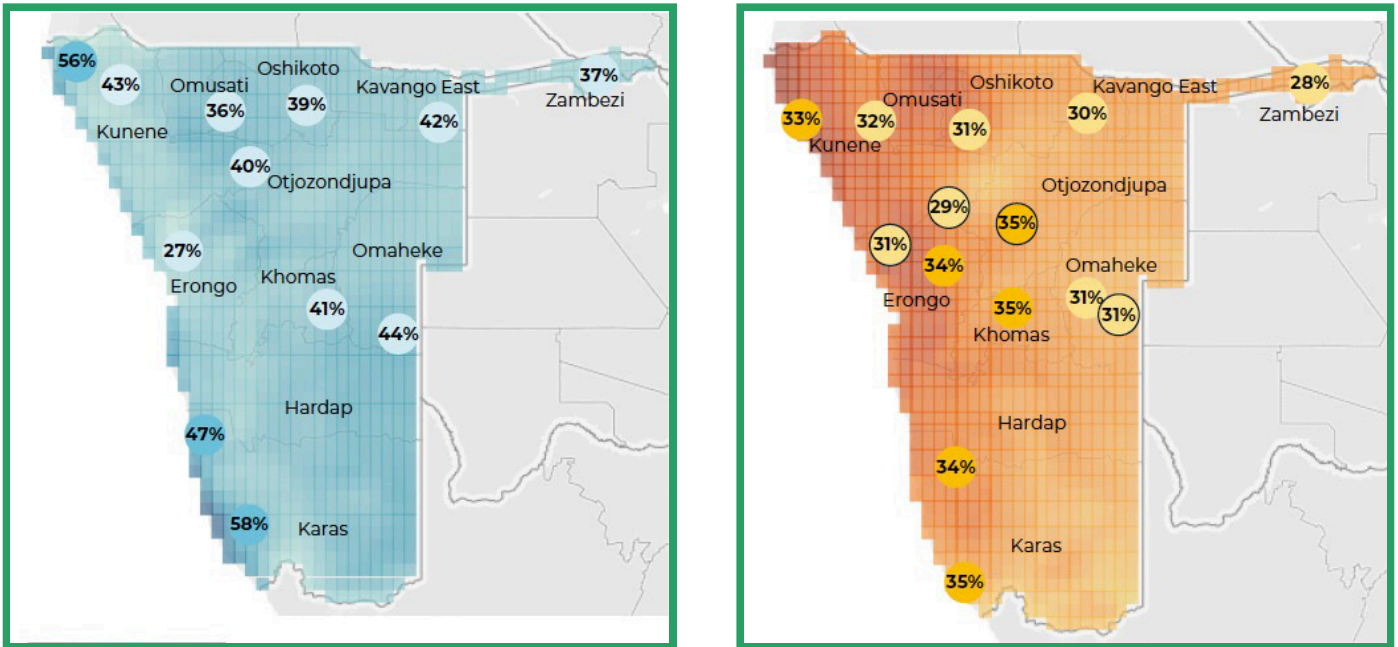 56%
43%
Omusati
36%
Oshikoto
39%
Kavango East
42%
37%
Zambezi
Kunene
40%
Otjozondjupa
27%
Erongo
Khomas
41%
Omaheke
44%
Hardap
47%
58%
Karas
33%
Kunene
32%
Omusati
31%
Oshikoto
Kavango East
30%
28%
Zambezi
Otjozondjupa
29%
35%
31%
34%
Erongo
Omaheke
31%
31%
35%
Khomas
Hardap
34%
Karas
35%